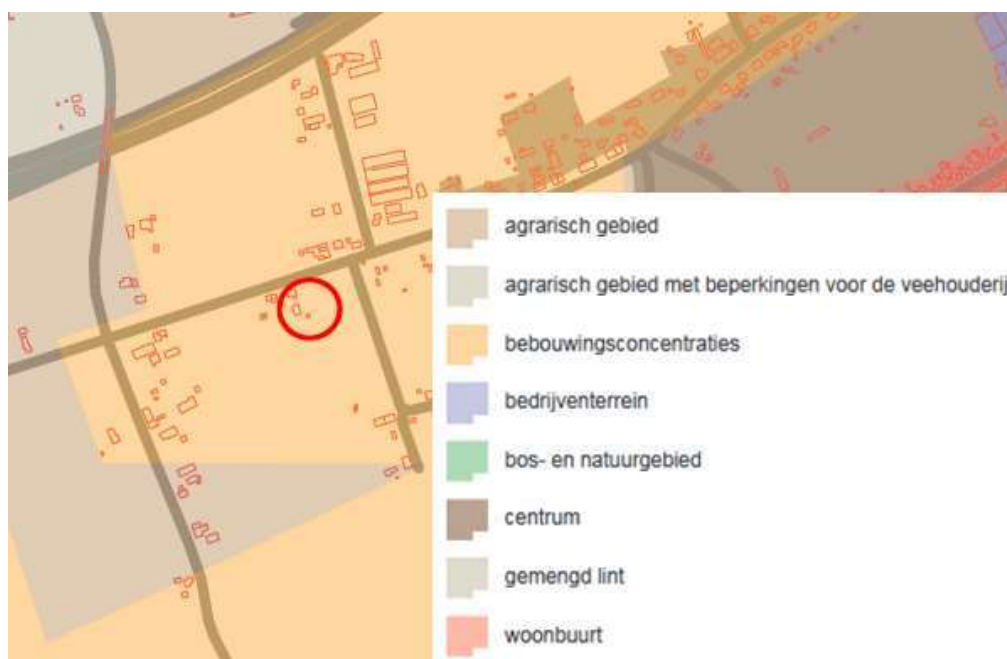 agrarisch gebied
agrarisch gebied met beperkingen voor de veehouderij
bebouwingsconcentraties
bedrijventerrein
bos- en natuurgebied
centrum
gemengd lint
woonbuurt